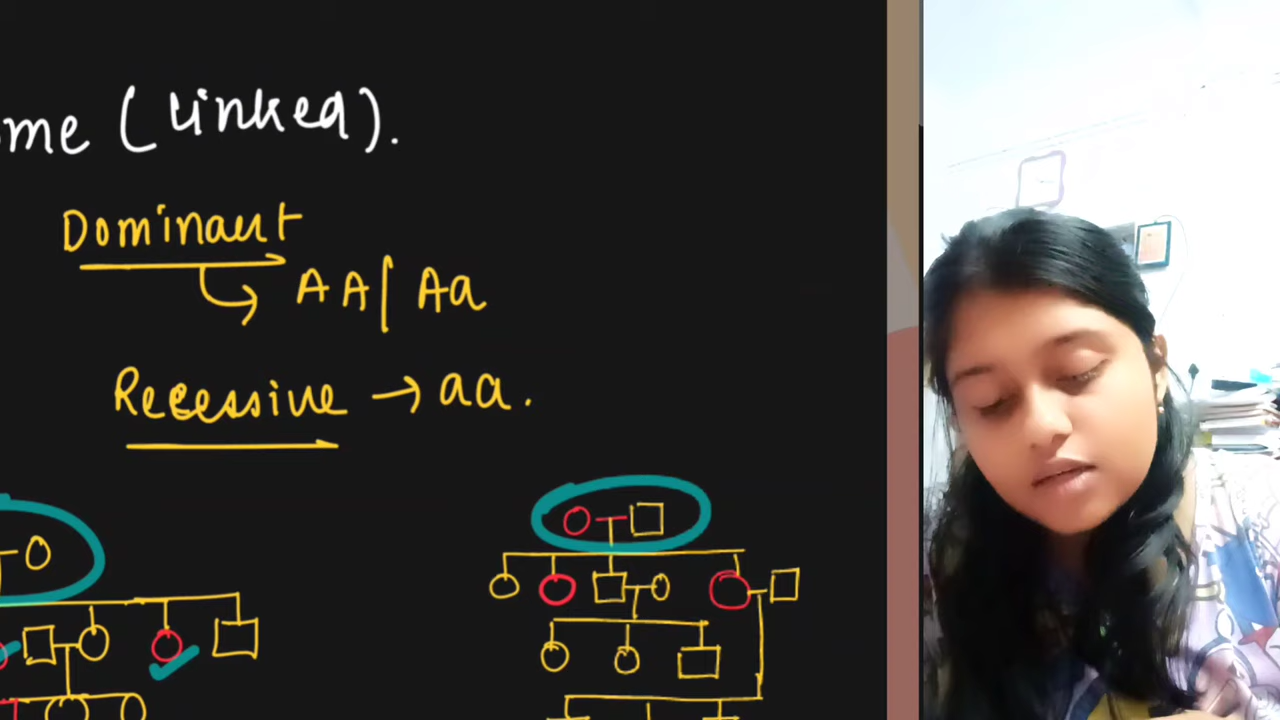 me (Linked).
Dominant
AA | Aa
Recessive → aa.